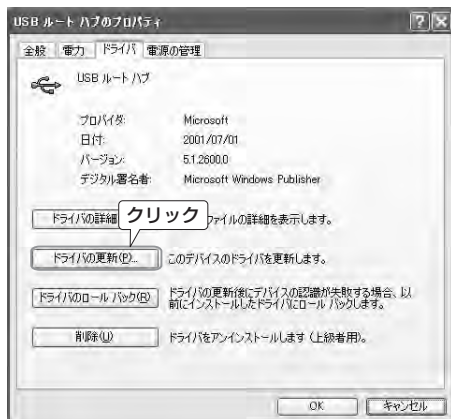 USB ルート ハブのプロパティ
全般 電力 ドライバ 電源の管理
USB ルート ハブ
プロバイダ: Microsoft
日付: 2001/07/01
バージョン: 5.1.2600.0
デジタル署名者: Microsoft Windows Publisher
ドライバの詳細 クリック ファイルの詳細を表示します。
ドライバの更新(P)... このデバイスのドライバを更新します。
ドライバのロール バック(R) ドライバの更新後にデバイスの認識が失敗する場合、以
前にインストールしたドライバにロール バックします。
削除(U) ドライバをアンインストールします (上級者用)。
OK キャンセル